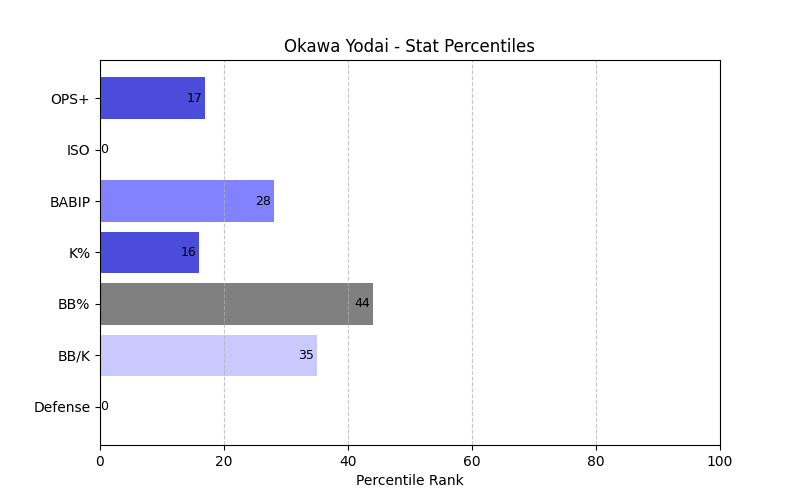 Okawa Yodai - Stat Percentiles
OPS+
17
ISO
0
BABIP
28
K%
16
BB%
44
BB/K
35
Defense
0
0 20 40 60 80 100
Percentile Rank